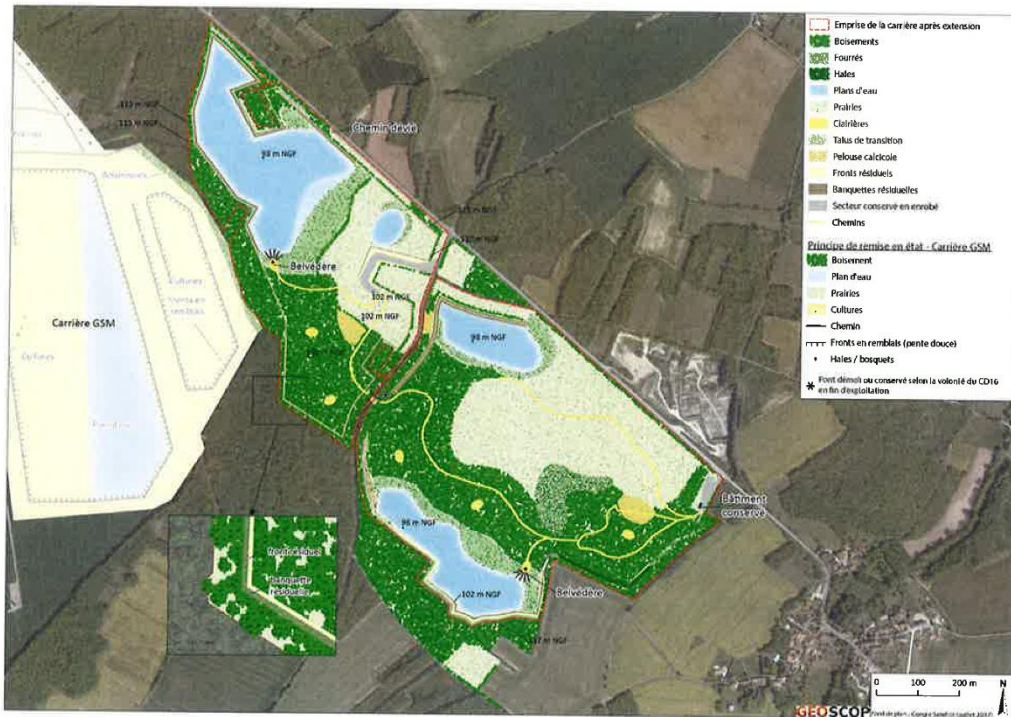 Emprise de la carrière après extension
Boisements
Fourrés
Haies
Plans d'eau
Prairies
Clairières
Talus de transition
Pelouse calcicole
Fronts résiduels
Banquettes résiduelles
Secteur conservé en enrobé
Chemins
Principe de remise en état - Carrière GSM
Boisement
Plan d'eau
Prairies
Cultures
Chemin
Fronts en remblais (pente douce)
Haies / bosquets
Pont démoli ou conservé selon la volonté du CD16
en fin d'exploitation
Chemin dévié
98 m NGF
Belvédère
102 m NGF
102 m NGF
98 m NGF
Carrière GSM
Cultures
Fronts en
remblais
Bâtiment
conservé
98 m NGF
102 m NGF
Belvédère
front résiduel
banquette
résiduelle
0 100 200 m
N
GEOSCOP